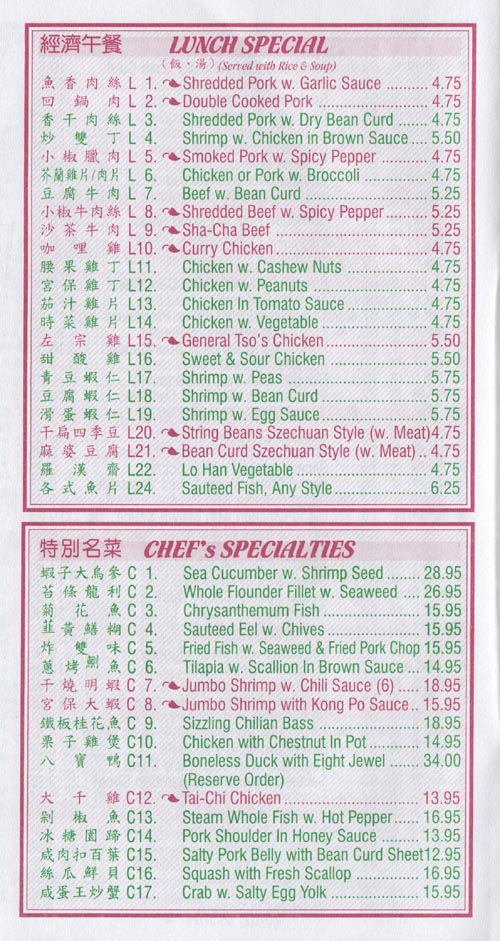 經濟午餐 LUNCH SPECIAL
(飯、湯) (Served with Rice & Soup)
魚香肉絲 L 1. Shredded Pork w. Garlic Sauce .......... 4.75
回鍋肉 L 2. Double Cooked Pork .......... 4.75
香干肉絲 L 3. Shredded Pork w. Dry Bean Curd ....... 4.75
炒雙丁 L 4. Shrimp w. Chicken in Brown Sauce .... 5.50
小椒臘肉 L 5. Smoked Pork w. Spicy Pepper .......... 4.75
芥蘭雞片/肉片 L 6. Chicken or Pork w. Broccoli .......... 4.75
豆腐牛肉 L 7. Beef w. Bean Curd .......... 5.25
小椒牛肉絲 L 8. Shredded Beef w. Spicy Pepper .......... 5.25
沙茶牛肉 L 9. Sha-Cha Beef .......... 5.25
咖哩雞 L10. Curry Chicken .......... 4.75
腰果雞丁 L11. Chicken w. Cashew Nuts .......... 4.75
宮保雞丁 L12. Chicken w. Peanuts .......... 4.75
茄汁雞片 L13. Chicken In Tomato Sauce .......... 4.75
時菜雞片 L14. Chicken w. Vegetable .......... 4.75
左宗雞 L15. General Tso's Chicken .......... 5.50
甜酸雞 L16. Sweet & Sour Chicken .......... 5.50
青豆蝦仁 L17. Shrimp w. Peas .......... 5.75
豆腐蝦仁 L18. Shrimp w. Bean Curd .......... 5.75
滑蛋蝦仁 L19. Shrimp w. Egg Sauce .......... 5.75
干扁四季豆 L20. String Beans Szechuan Style (w. Meat) 4.75
麻婆豆腐 L21. Bean Curd Szechuan Style (w. Meat) .. 4.75
羅漢齋 L22. Lo Han Vegetable .......... 4.75
各式魚片 L24. Sauteed Fish, Any Style .......... 6.25
特別名菜 CHEF's SPECIALTIES
蝦子大烏參 C 1. Sea Cucumber w. Shrimp Seed ........ 28.95
苔條龍利 C 2. Whole Flounder Fillet w. Seaweed .... 26.95
菊花魚 C 3. Chrysanthemum Fish .......... 15.95
韮黃鱔糊 C 4. Sauteed Eel w. Chives .......... 15.95
炸雙味 C 5. Fried Fish w. Seaweed & Fried Pork Chop 15.95
蔥烤鯽魚 C 6. Tilapia w. Scallion In Brown Sauce ... 14.95
干燒明蝦 C 7. Jumbo Shrimp w. Chili Sauce (6) ..... 18.95
宮保大蝦 C 8. Jumbo Shrimp with Kong Po Sauce .. 15.95
鐵板桂花魚 C 9. Sizzling Chilian Bass .......... 18.95
栗子雞煲 C10. Chicken with Chestnut In Pot .......... 14.95
八寶鴨 C11. Boneless Duck with Eight Jewel ....... 34.00
(Reserve Order)
大千雞 C12. Tai-Chi Chicken .......... 13.95
剁椒魚 C13. Steam Whole Fish w. Hot Pepper ...... 16.95
冰糖圓蹄 C14. Pork Shoulder In Honey Sauce ......... 13.95
咸肉扣百葉 C15. Salty Pork Belly with Bean Curd Sheet 12.95
絲瓜鮮貝 C16. Squash with Fresh Scallop .......... 16.95
咸蛋王炒蟹 C17. Crab w. Salty Egg Yolk .......... 15.95